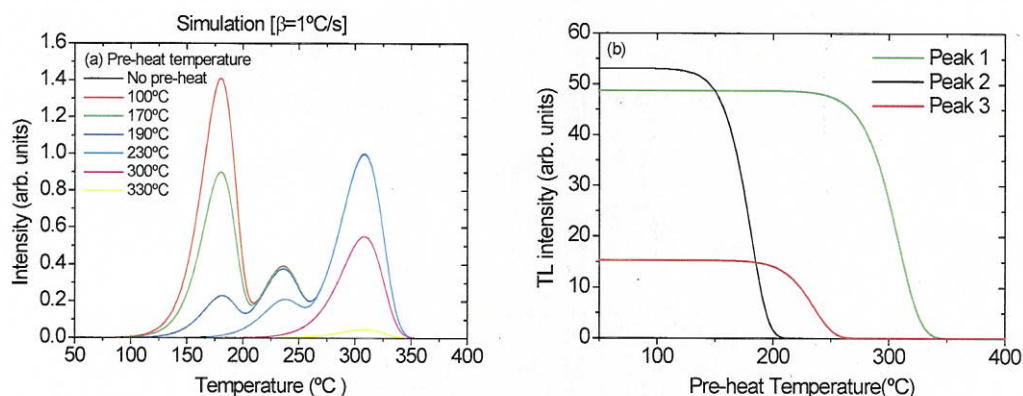 Simulation [β=1ºC/s]
(a) Pre-heat temperature
No pre-heat
100ºC
170ºC
190ºC
230ºC
300ºC
330ºC
1.6
1.4
1.2
1.0
0.8
0.6
0.4
0.2
0.0
Intensity (arb. units)
50 100 150 200 250 300 350 400
Temperature (ºC )
(b)
Peak 1
Peak 2
Peak 3
60
50
40
30
20
10
0
TL intensity (arb. units)
100 200 300 400
Pre-heat Temperature(ºC)